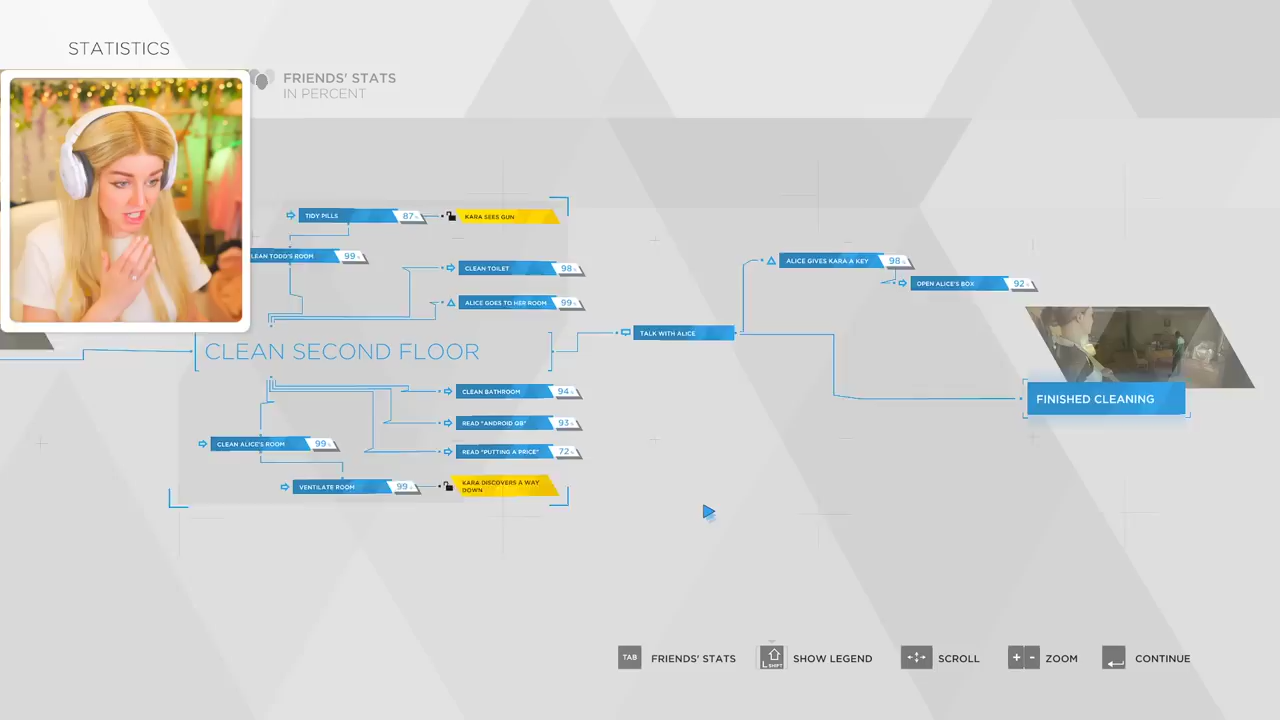 STATISTICS
FRIENDS' STATS
IN PERCENT
TIDY PILLS 87%
KARA SEES GUN
LEAN TODD'S ROOM 99%
CLEAN TOILET 98%
ALICE GOES TO HER ROOM 99%
CLEAN SECOND FLOOR
CLEAN BATHROOM 94%
READ "ANDROID QB" 93%
READ "PUTTING A PRICE" 72%
CLEAN ALICE'S ROOM 99%
VENTILATE ROOM 99%
KARA DISCOVERS A WAY
DOWN
TALK WITH ALICE
ALICE GIVES KARA A KEY 98%
OPEN ALICE'S BOX 92%
FINISHED CLEANING
TAB FRIENDS' STATS
L SHIFT SHOW LEGEND
SCROLL
+ - ZOOM
CONTINUE